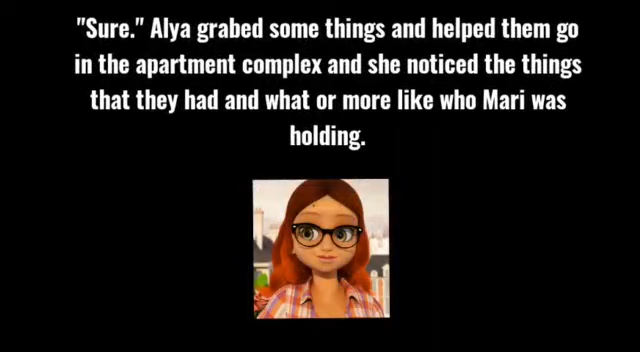 "Sure." Alya grabed some things and helped them go
in the apartment complex and she noticed the things
that they had and what or more like who Mari was
holding.